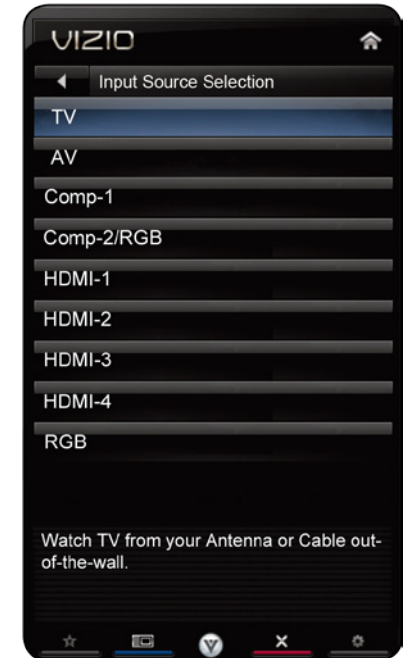 VIZIO
Input Source Selection
TV
AV
Comp-1
Comp-2/RGB
HDMI-1
HDMI-2
HDMI-3
HDMI-4
RGB
Watch TV from your Antenna or Cable out-
of-the-wall.
V